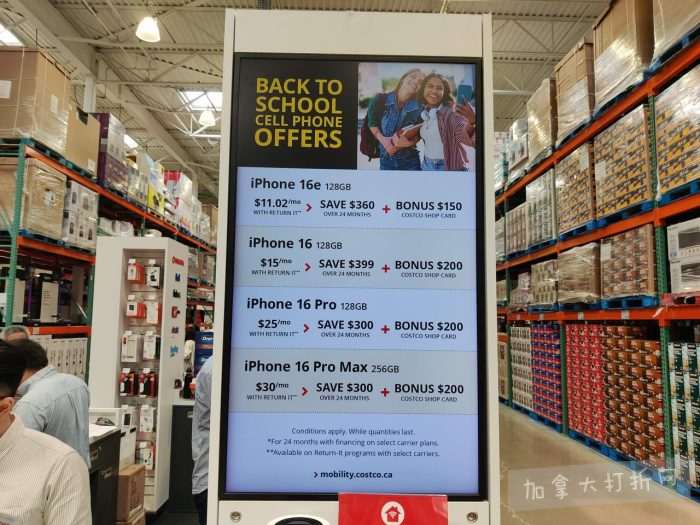 BACK TO
SCHOOL
CELL PHONE
OFFERS
iPhone 16e 128GB
$11.02/mo WITH RETURN IT** > SAVE $360 OVER 24 MONTHS + BONUS $150 COSTCO SHOP CARD
iPhone 16 128GB
$15/mo WITH RETURN IT** > SAVE $399 OVER 24 MONTHS + BONUS $200 COSTCO SHOP CARD
iPhone 16 Pro 128GB
$25/mo WITH RETURN IT** > SAVE $300 OVER 24 MONTHS + BONUS $200 COSTCO SHOP CARD
iPhone 16 Pro Max 256GB
$30/mo WITH RETURN IT** > SAVE $300 OVER 24 MONTHS + BONUS $200 COSTCO SHOP CARD
Conditions apply. While quantities last.
*For 24 months with financing on select carrier plans.
**Available on Return-It programs with select carriers.
> mobility.costco.ca
加拿大打折网